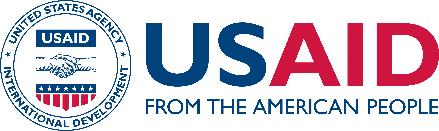 UNITED STATES AGENCY
USAID
INTERNATIONAL DEVELOPMENT
USAID
FROM THE AMERICAN PEOPLE